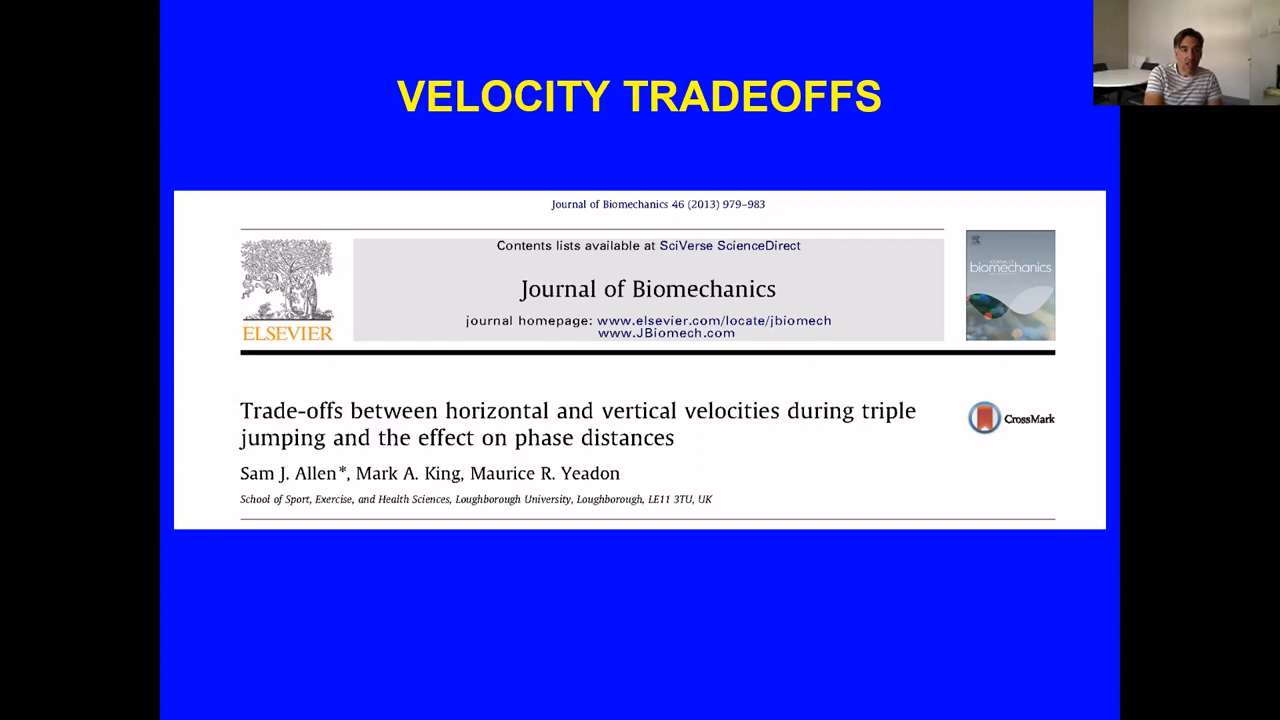 VELOCITY TRADEOFFS
Journal of Biomechanics 46 (2013) 979–983
Contents lists available at SciVerse ScienceDirect
Journal of Biomechanics
journal homepage: www.elsevier.com/locate/jbiomech
www.JBiomech.com
ELSEVIER
biomechanics
Trade-offs between horizontal and vertical velocities during triple
jumping and the effect on phase distances
CrossMark
Sam J. Allen*, Mark A. King, Maurice R. Yeadon
School of Sport, Exercise, and Health Sciences, Loughborough University, Loughborough, LE11 3TU, UK